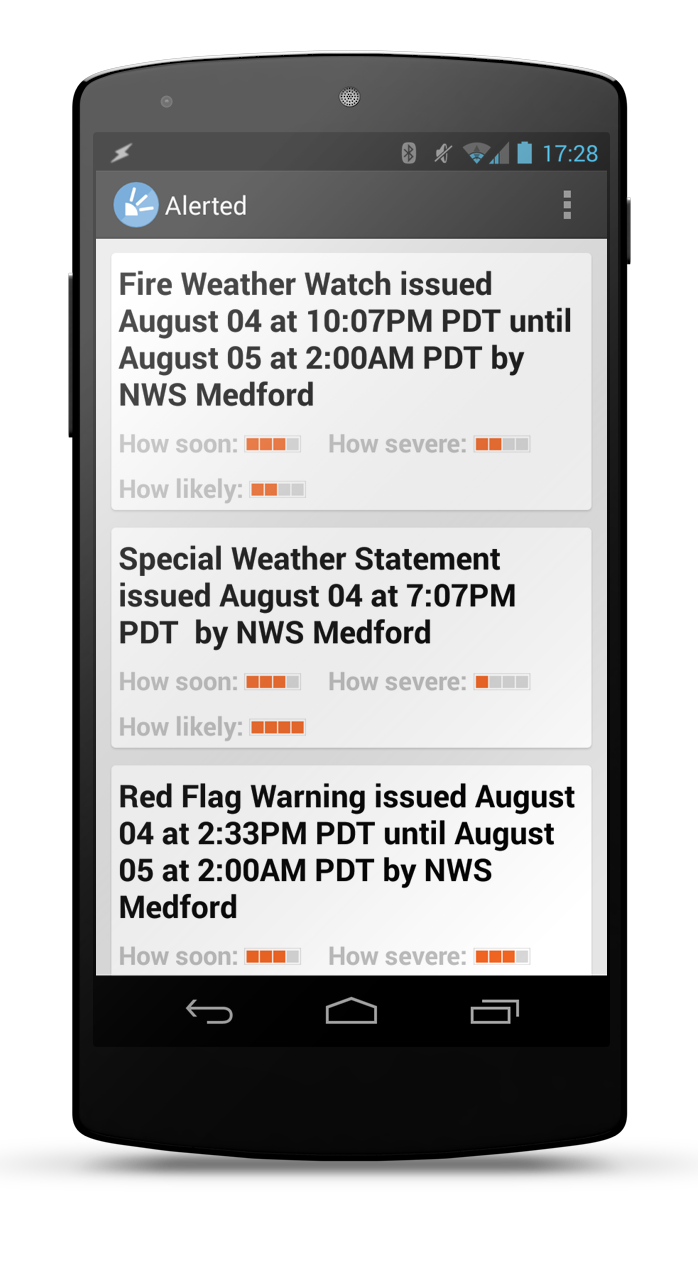 17:28
Alerted
Fire Weather Watch issued
August 04 at 10:07PM PDT until
August 05 at 2:00AM PDT by
NWS Medford
How soon: How severe:
How likely:
Special Weather Statement
issued August 04 at 7:07PM
PDT  by NWS Medford
How soon: How severe:
How likely:
Red Flag Warning issued August
04 at 2:33PM PDT until August
05 at 2:00AM PDT by NWS
Medford
How soon: How severe: